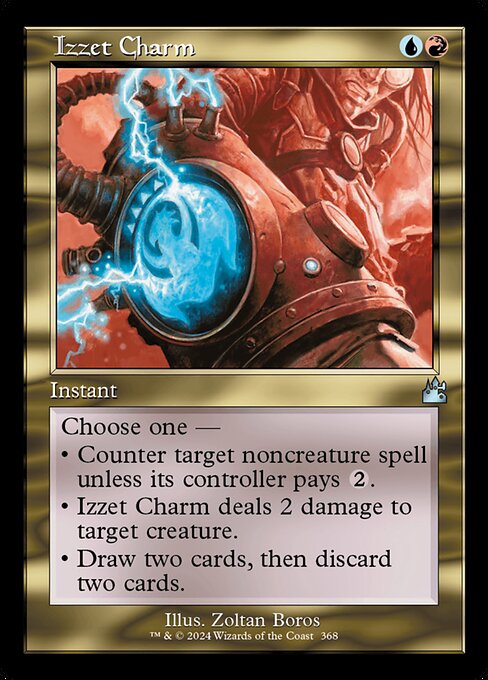 Izzet Charm
Instant
Choose one —
• Counter target noncreature spell
unless its controller pays 2.
• Izzet Charm deals 2 damage to
target creature.
• Draw two cards, then discard
two cards.
Illus. Zoltan Boros
™ & © 2024 Wizards of the Coast 368